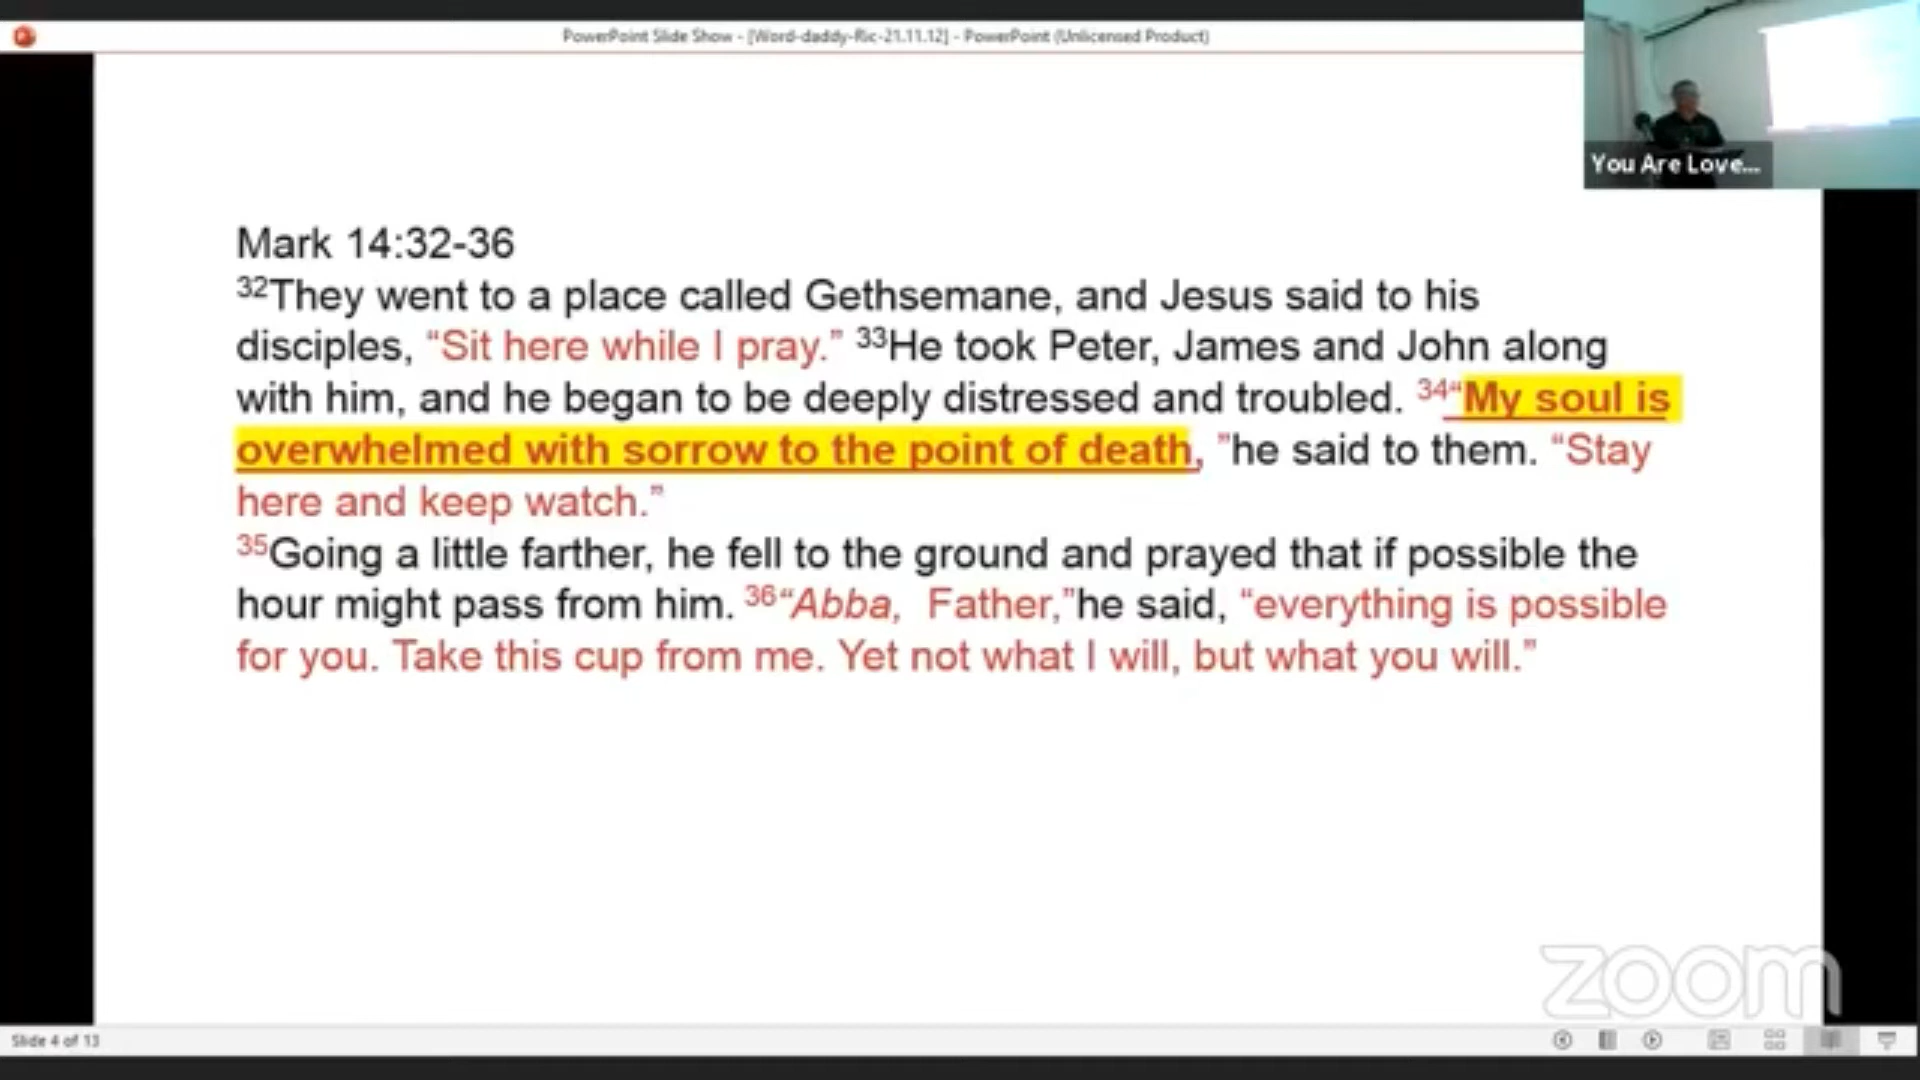 PowerPoint Slide Show - [Word-daddy-Ric-21.11.12] - PowerPoint (Unlicensed Product)
You Are Love...
Mark 14:32-36
32They went to a place called Gethsemane, and Jesus said to his
disciples, “Sit here while I pray.” 33He took Peter, James and John along
with him, and he began to be deeply distressed and troubled. 34“My soul is
overwhelmed with sorrow to the point of death, ”he said to them. “Stay
here and keep watch.”
35Going a little farther, he fell to the ground and prayed that if possible the
hour might pass from him. 36“Abba,  Father,”he said, “everything is possible
for you. Take this cup from me. Yet not what I will, but what you will.”
zoom
Slide 4 of 13